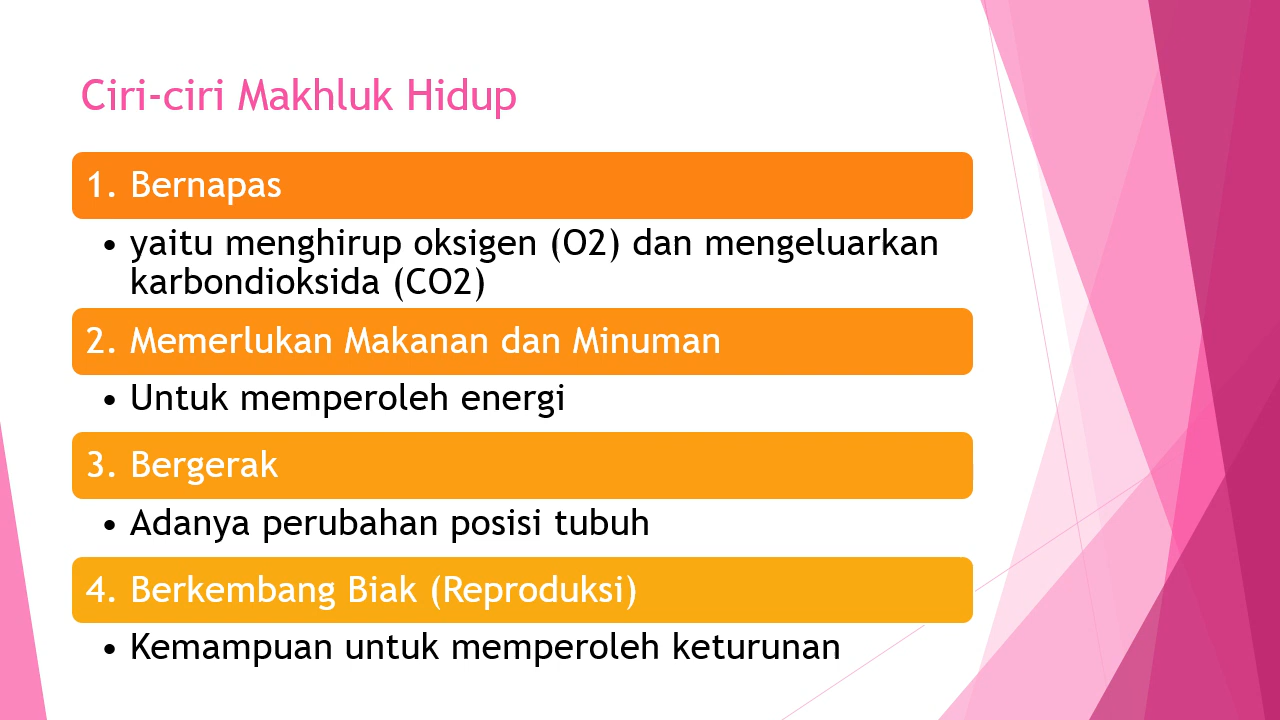 Ciri-ciri Makhluk Hidup
1. Bernapas
• yaitu menghirup oksigen (O2) dan mengeluarkan
karbondioksida (CO2)
2. Memerlukan Makanan dan Minuman
• Untuk memperoleh energi
3. Bergerak
• Adanya perubahan posisi tubuh
4. Berkembang Biak (Reproduksi)
• Kemampuan untuk memperoleh keturunan